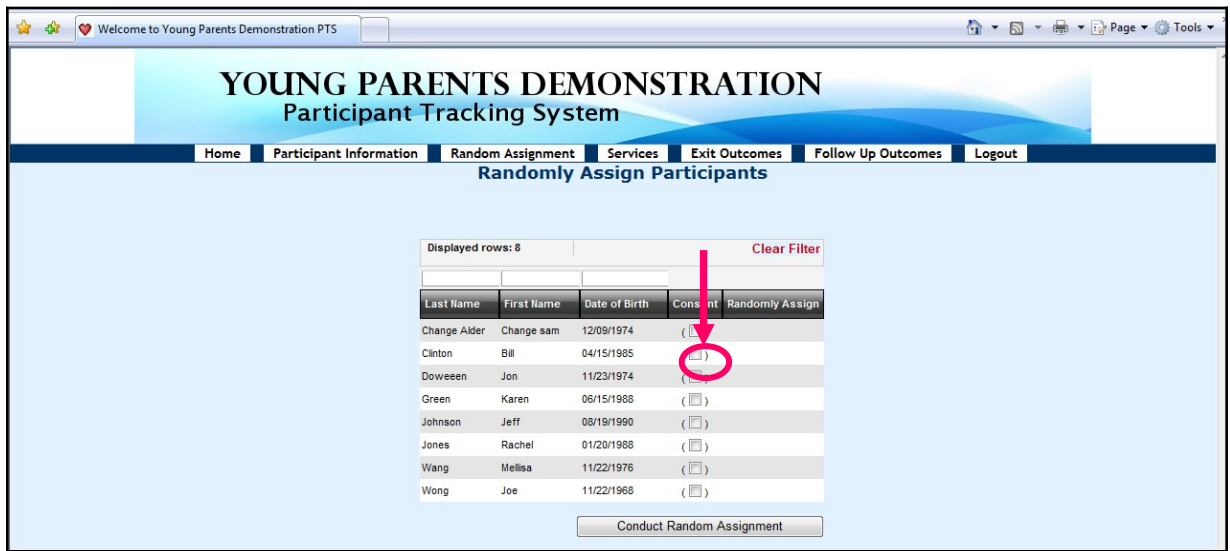 Welcome to Young Parents Demonstration PTS Page Tools
YOUNG PARENTS DEMONSTRATION
Participant Tracking System
Home Participant Information Random Assignment Services Exit Outcomes Follow Up Outcomes Logout
Randomly Assign Participants
Displayed rows: 8 Clear Filter
Last Name First Name Date of Birth Consent Randomly Assign
Change Alder Change sam 12/09/1974 ( )
Clinton Bill 04/15/1985 ( )
Doweeen Jon 11/23/1974 ( )
Green Karen 06/15/1988 ( )
Johnson Jeff 08/19/1990 ( )
Jones Rachel 01/20/1988 ( )
Wang Mellisa 11/22/1976 ( )
Wong Joe 11/22/1968 ( )
Conduct Random Assignment